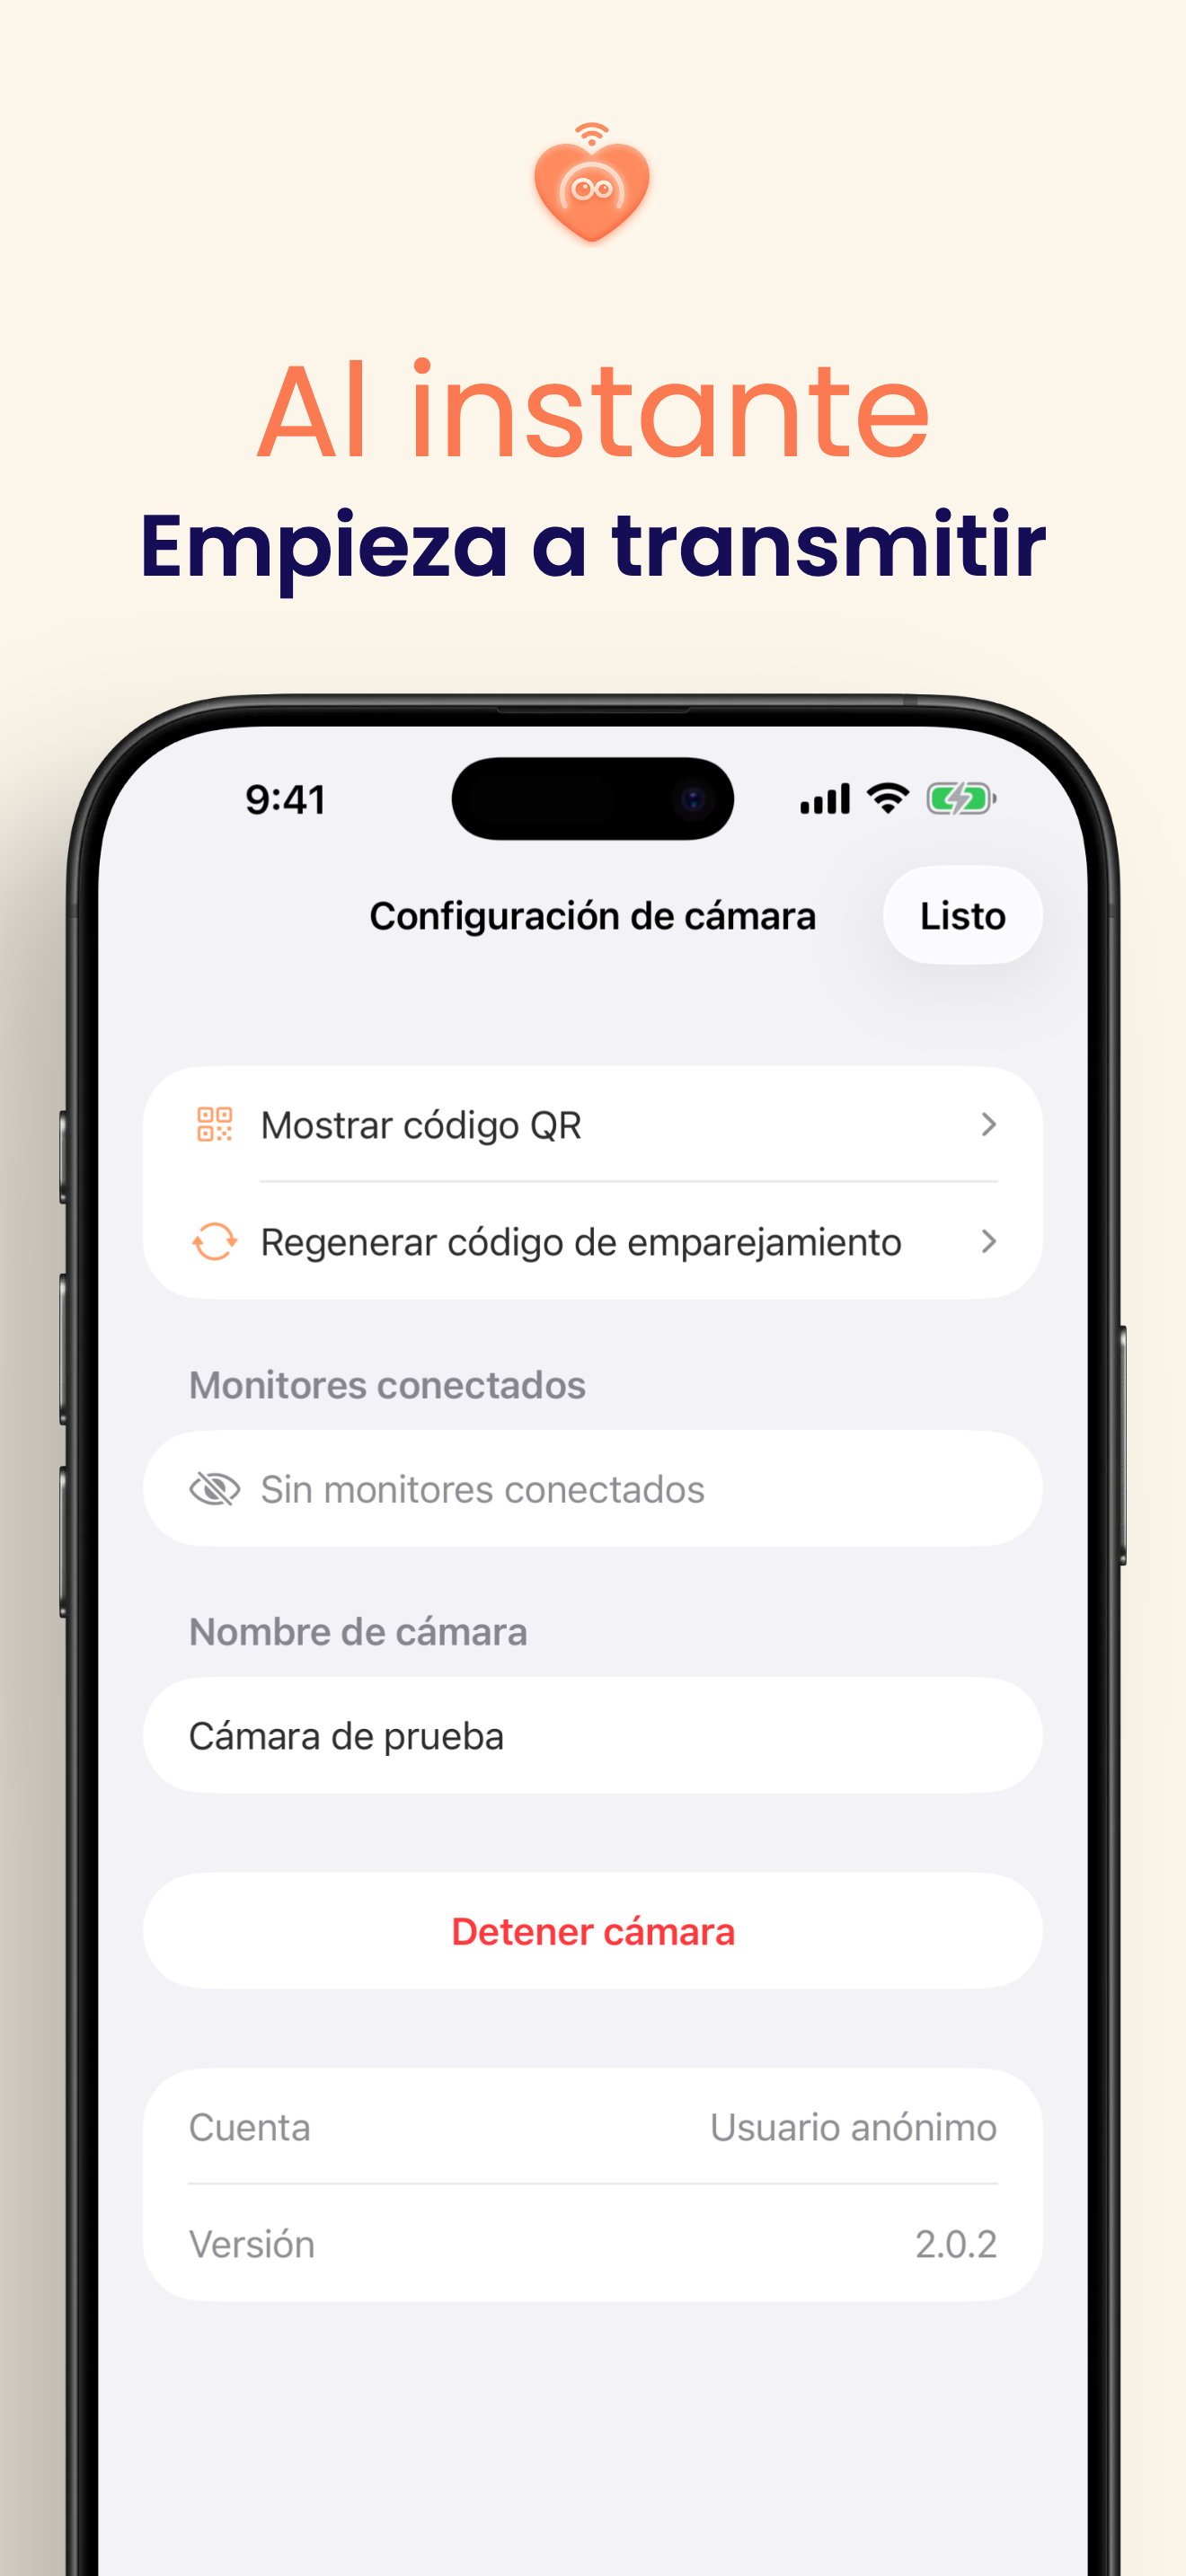 Al instante
Empieza a transmitir
9:41
Configuración de cámara
Listo
Mostrar código QR
Regenerar código de emparejamiento
Monitores conectados
Sin monitores conectados
Nombre de cámara
Cámara de prueba
Detener cámara
Cuenta
Usuario anónimo
Versión
2.0.2